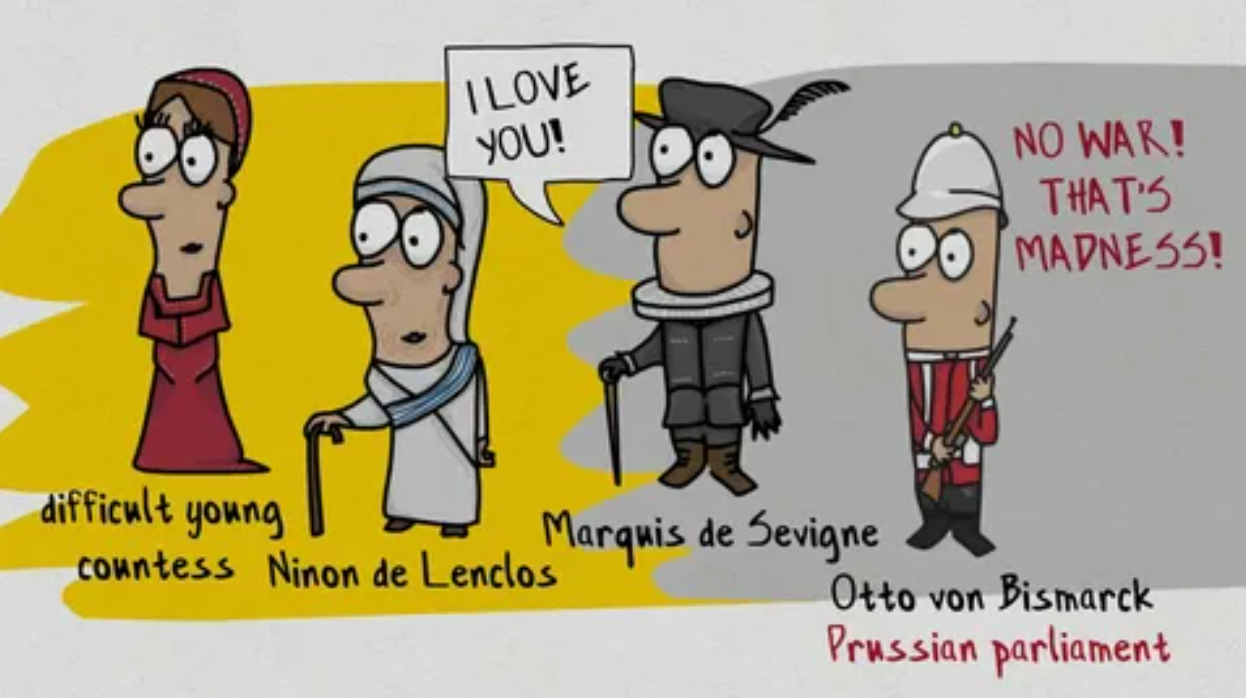 I LOVE
YOU!
NO WAR!
THAT'S
MADNESS!
difficult young
countess
Ninon de Lenclos
Marquis de Sevigne
Otto von Bismarck
Prussian parliament